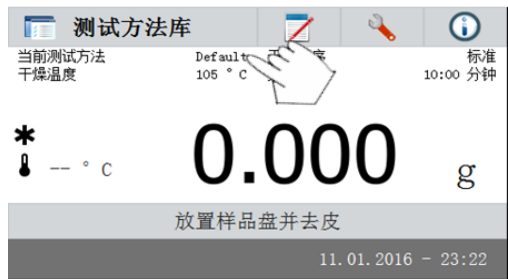 测试方法库
当前测试方法 Default 标准
干燥温度 105 °C 10:00 分钟
-- °C
0.000 g
放置样品盘并去皮
11.01.2016 - 23:22